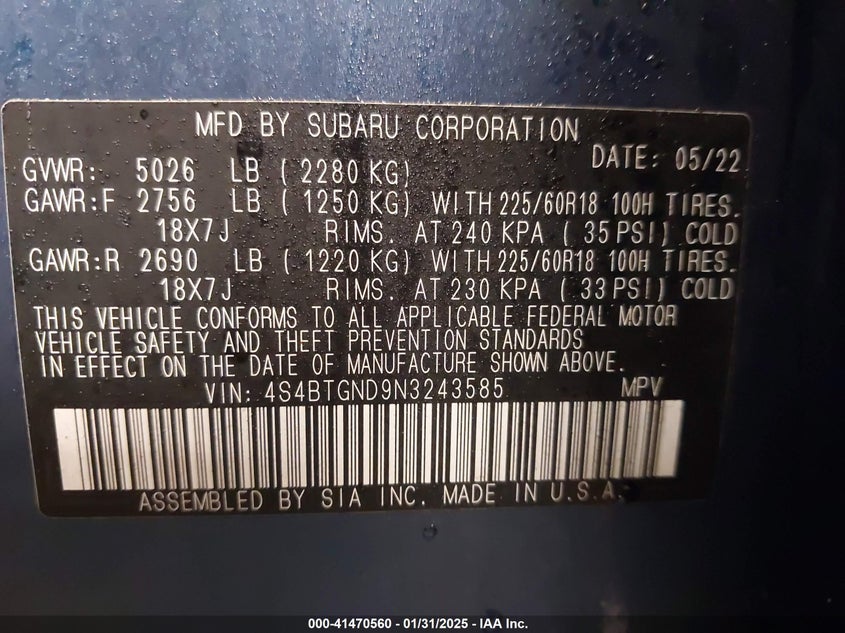 MFD BY SUBARU CORPORATION
DATE: 05/22
GVWR: 5026 LB ( 2280 KG)
GAWR:F 2756 LB ( 1250 KG) WITH 225/60R18 100H TIRES.
18X7J RIMS. AT 240 KPA ( 35 PSI) COLD
GAWR:R 2690 LB ( 1220 KG) WITH 225/60R18 100H TIRES.
18X7J RIMS. AT 230 KPA ( 33 PSI) COLD
THIS VEHICLE CONFORMS TO ALL APPLICABLE FEDERAL MOTOR
VEHICLE SAFETY AND THEFT PREVENTION STANDARDS
IN EFFECT ON THE DATE OF MANUFACTURE SHOWN ABOVE.
VIN: 4S4BTGND9N3243585 MPV
ASSEMBLED BY SIA INC. MADE IN U.S.A.
000-41470560 - 01/31/2025 - IAA Inc.